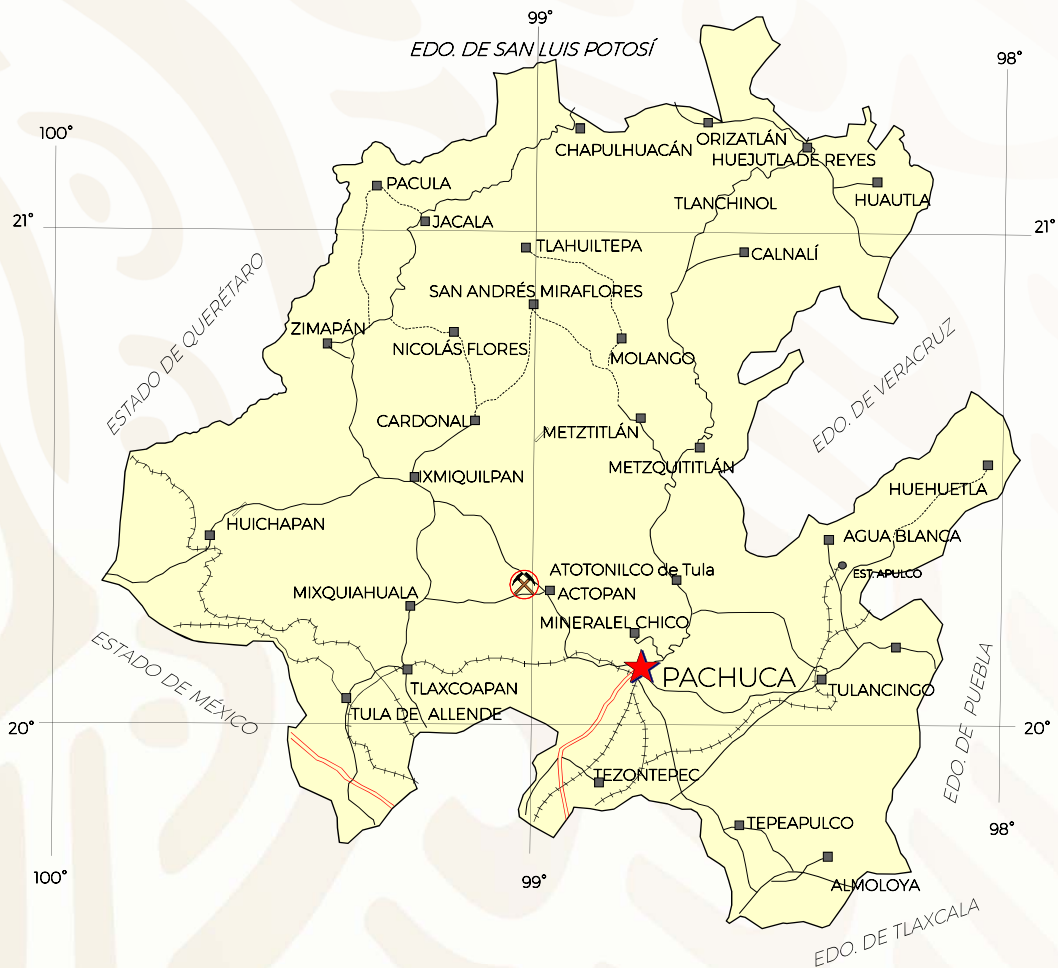 99°
EDO. DE SAN LUIS POTOSÍ
98°
100°
ORIZATLÁN
CHAPULHUACÁN
HUEJUTLA DE REYES
PACULA
HUAUTLA
TLANCHINOL
21°
JACALA
21°
TLAHUILTEPA
CALNALÍ
ESTADO DE QUERÉTARO
SAN ANDRÉS MIRAFLORES
ZIMAPÁN
NICOLÁS FLORES
MOLANGO
EDO. DE VERACRUZ
CARDONAL
METZTITLÁN
METZQUITITLÁN
IXMIQUILPAN
HUEHUETLA
HUICHAPAN
AGUA BLANCA
ATOTONILCO de Tula
EST. APULCO
MIXQUIAHUALA
ACTOPAN
MINERALEL CHICO
ESTADO DE MÉXICO
PACHUCA
TLAXCOAPAN
TULANCINGO
TULA DE ALLENDE
EDO. DE PUEBLA
20°
20°
TEZONTEPEC
TEPEAPULCO
98°
100°
99°
ALMOLOYA
EDO. DE TLAXCALA